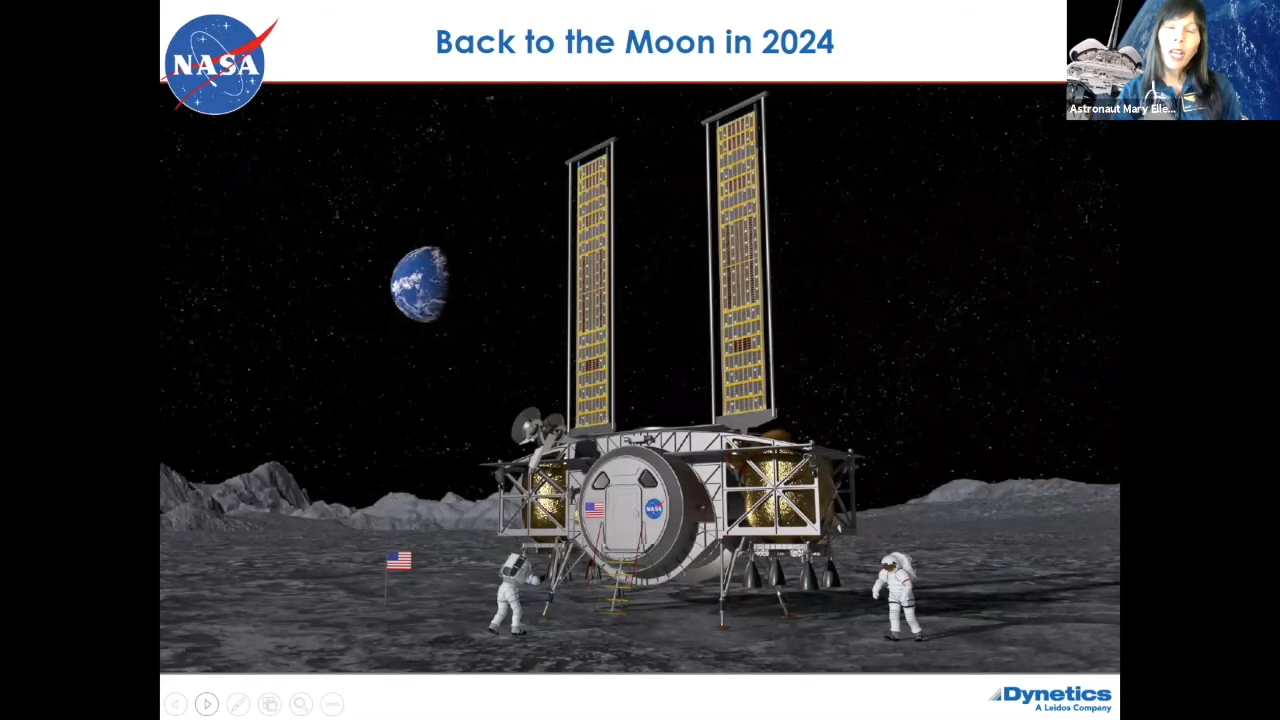 NASA
Back to the Moon in 2024
Astronaut Mary Elle...
NASA
Dynetics
A Leidos Company